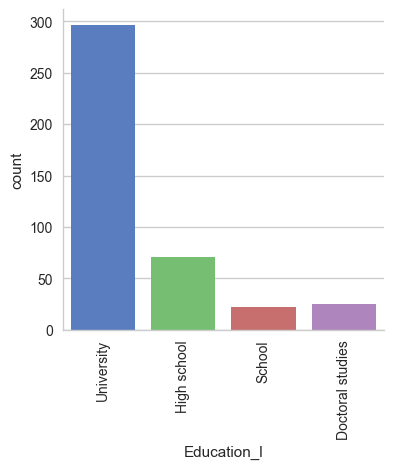 300
250
200
150
100
50
0
count
University
High school
School
Doctoral studies
Education_l